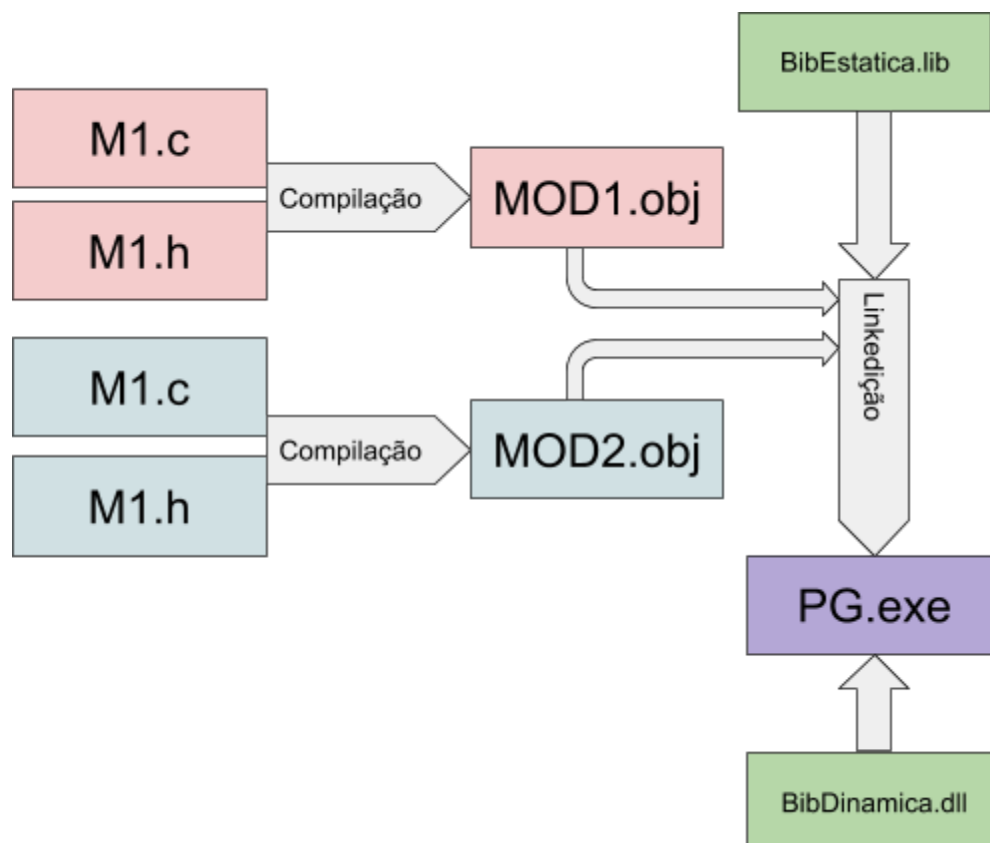 BibEstatica.lib
M1.c
M1.h
Compilação
MOD1.obj
Linkedição
M1.c
M1.h
Compilação
MOD2.obj
PG.exe
BibDinamica.dll